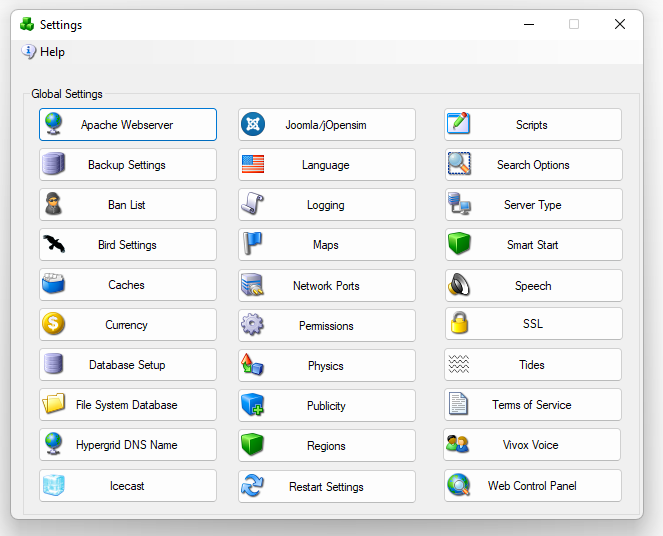 Settings
Help
Global Settings
Apache Webserver
Joomla/jOpensim
Scripts
Backup Settings
Language
Search Options
Ban List
Logging
Server Type
Bird Settings
Maps
Smart Start
Caches
Network Ports
Speech
Currency
Permissions
SSL
Database Setup
Physics
Tides
File System Database
Publicity
Terms of Service
Hypergrid DNS Name
Regions
Vivox Voice
Icecast
Restart Settings
Web Control Panel